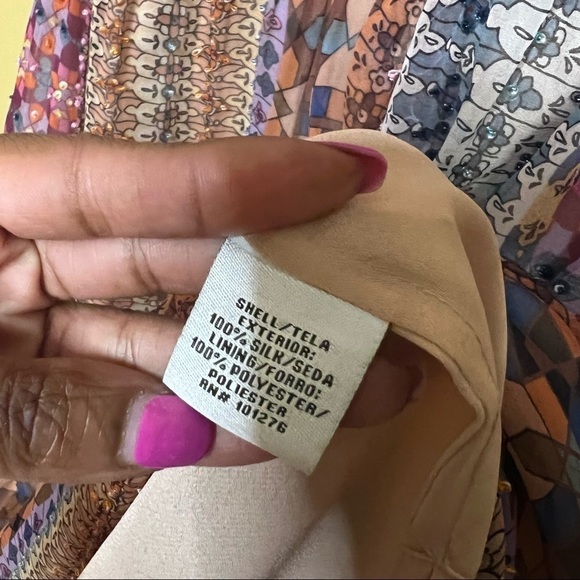 SHELL/TELA
EXTERIOR:
100% SILK/SEDA
LINING/FORRO:
100% POLYESTER/
POLIESTER
RN# 101276